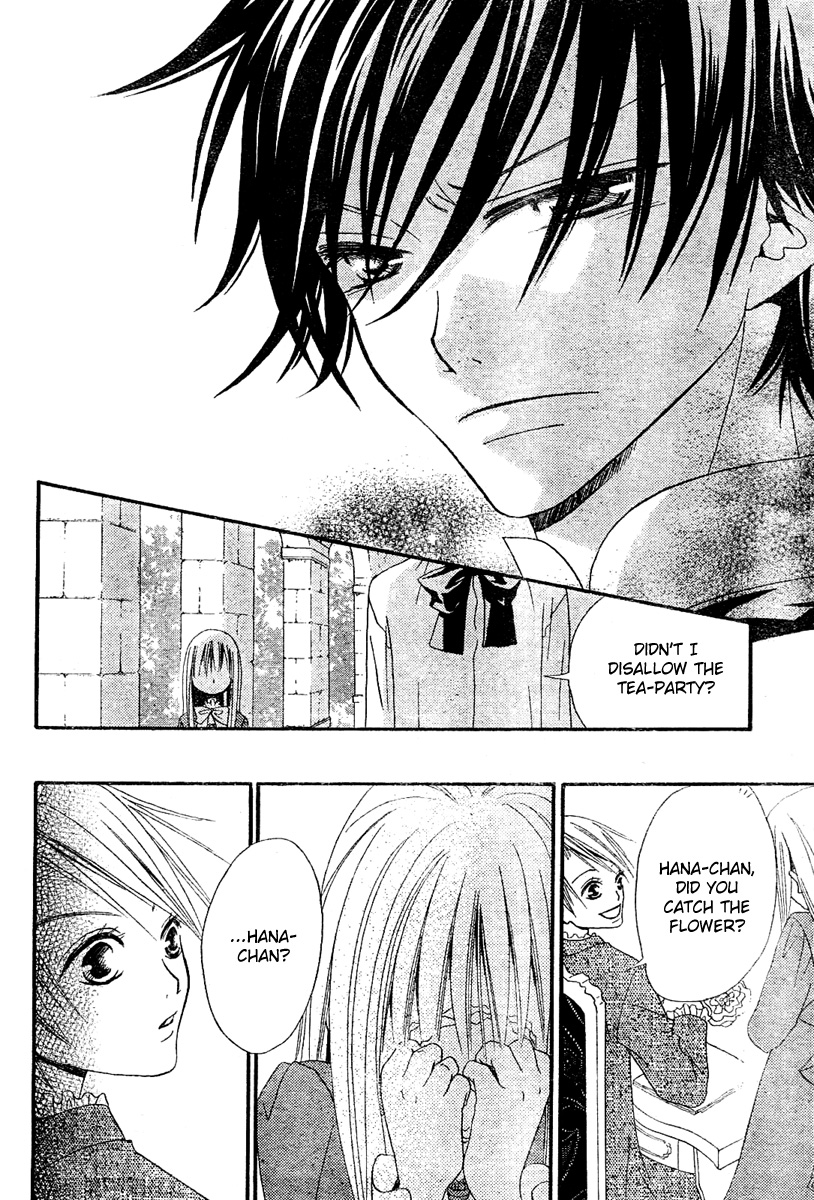 DIDN'T I
DISALLOW THE
TEA-PARTY?
HANA-CHAN,
DID YOU
CATCH THE
FLOWER?
...HANA-
CHAN?